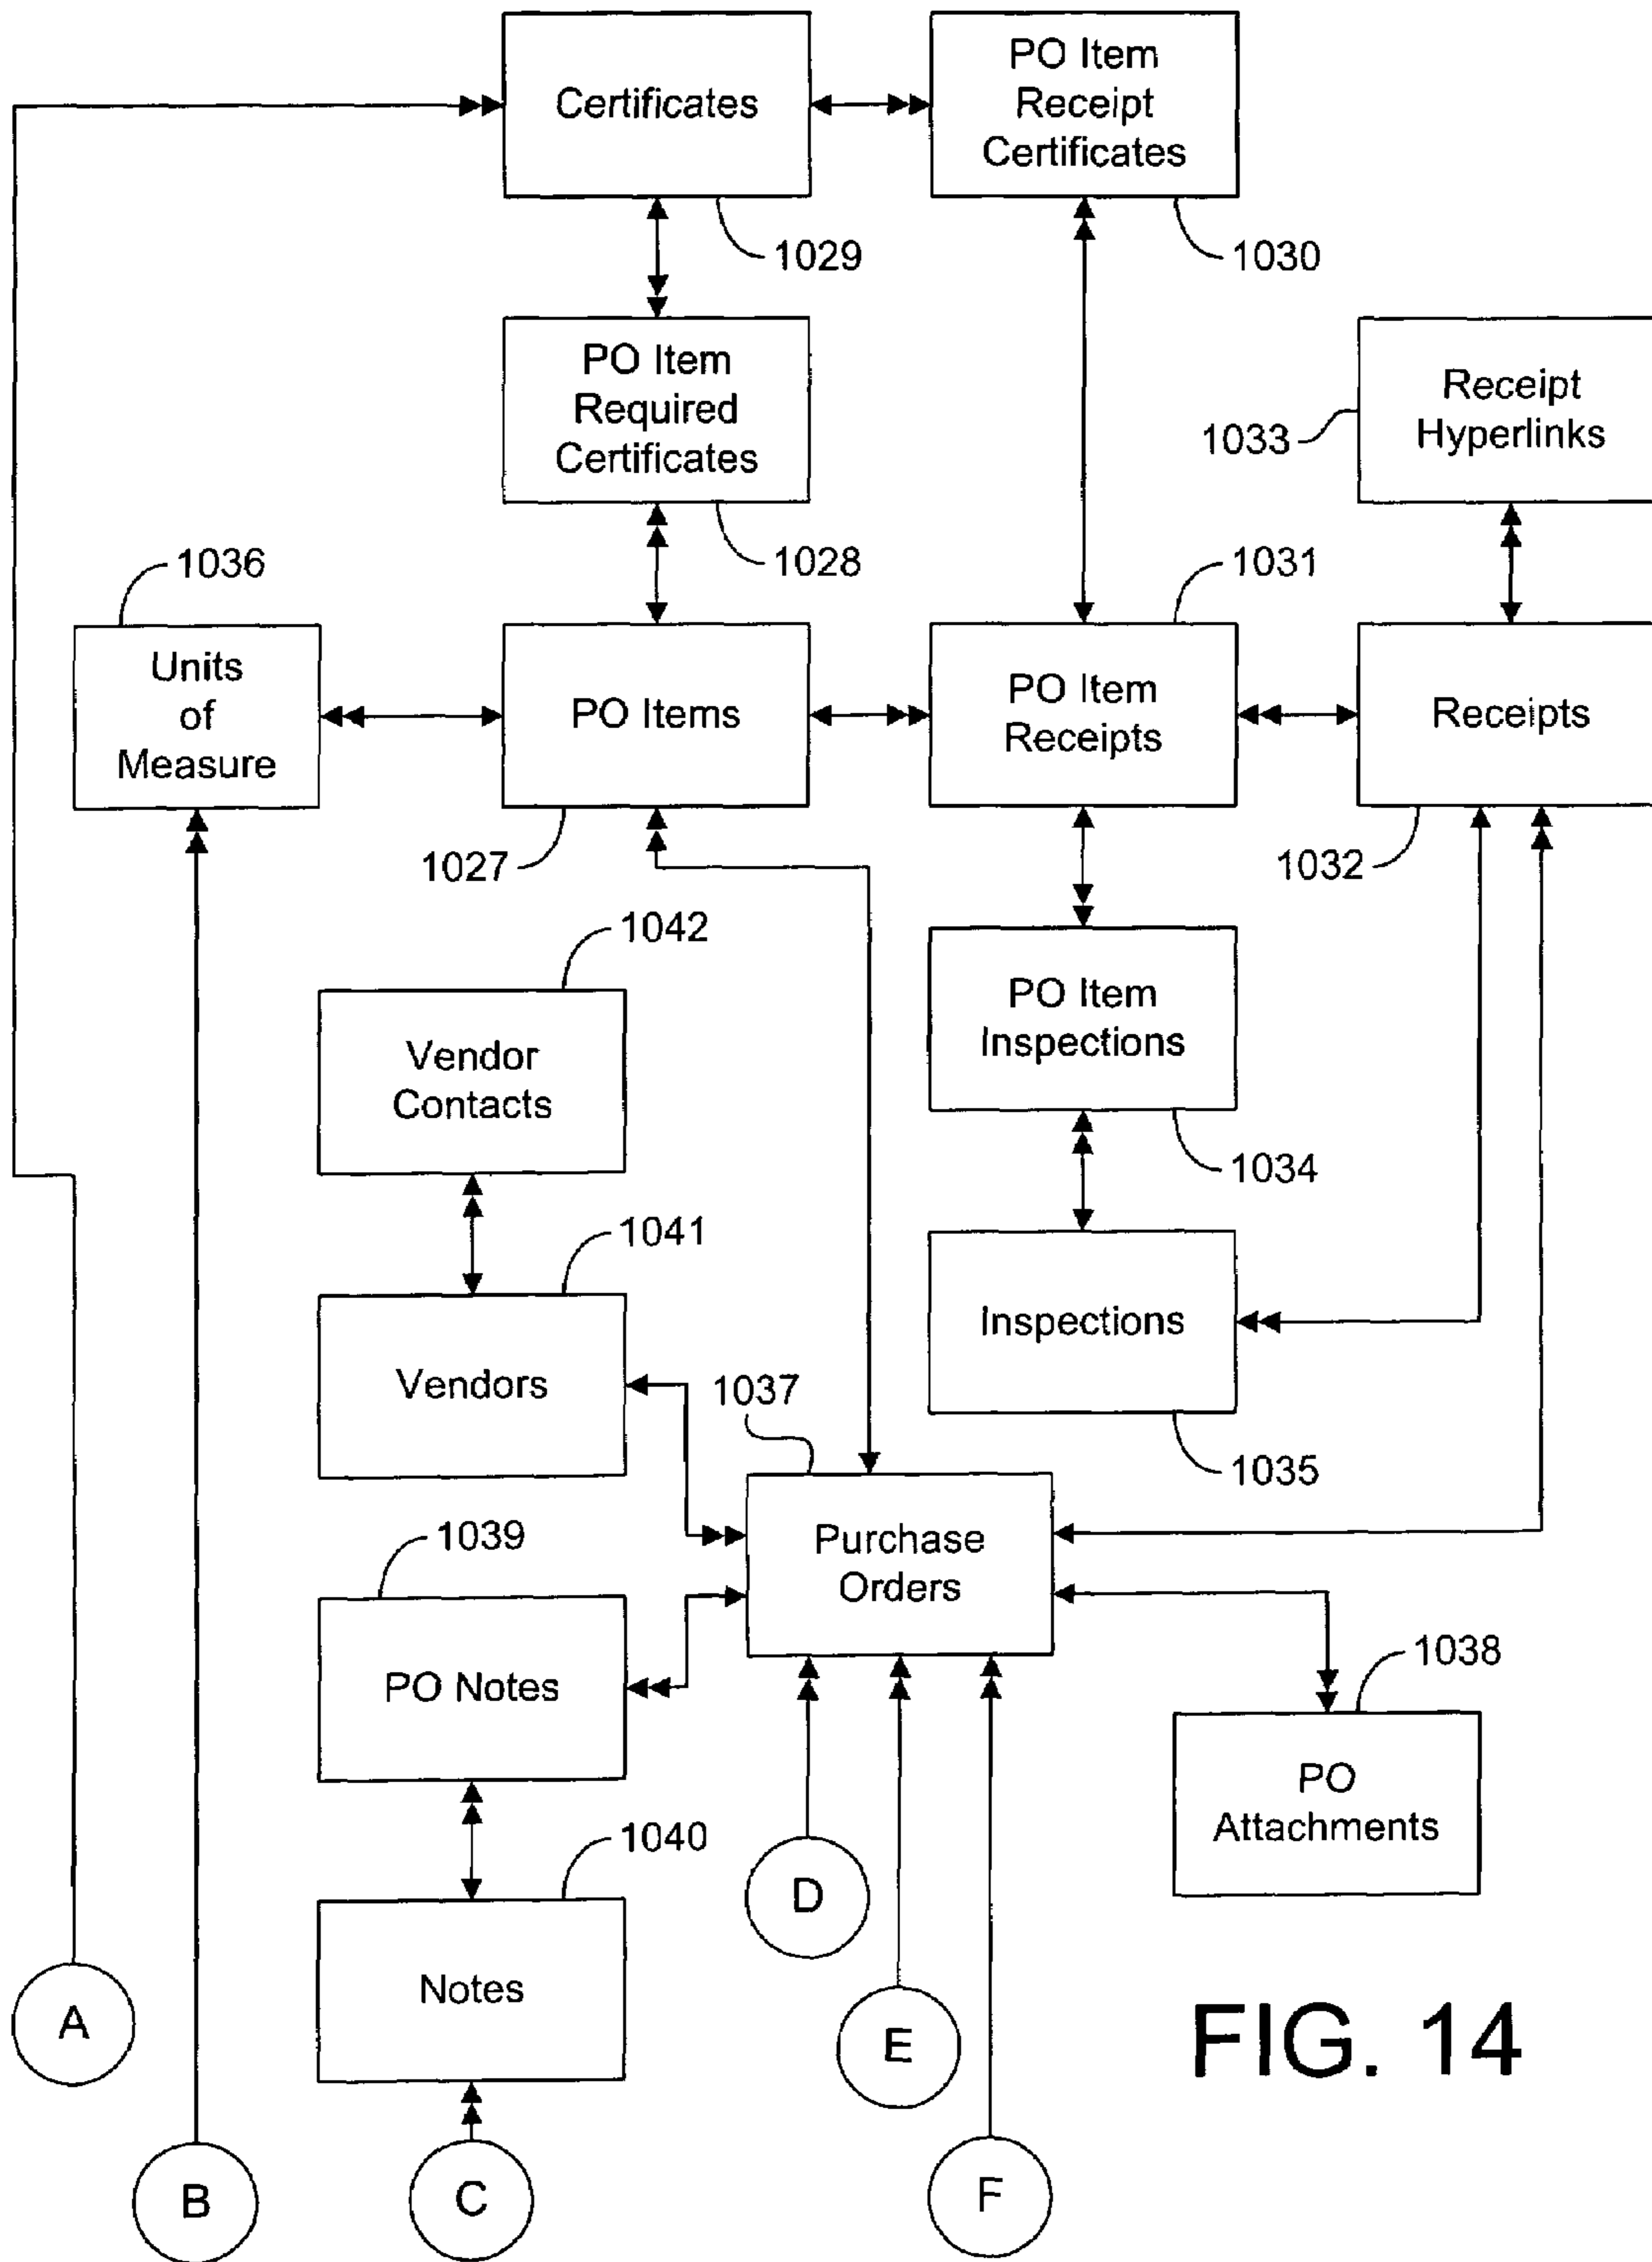 Certificates
PO Item
Receipt
Certificates
1029
1030
PO Item
Required
Certificates
Receipt
Hyperlinks
1033
1036
1028
1031
Units
of
Measure
PO Items
PO Item
Receipts
Receipts
1027
1032
1042
Vendor
Contacts
PO Item
Inspections
1034
1041
Vendors
Inspections
1037
1035
1039
Purchase
Orders
PO Notes
1038
PO
Attachments
1040
D
Notes
A
E
FIG. 14
B
C
F